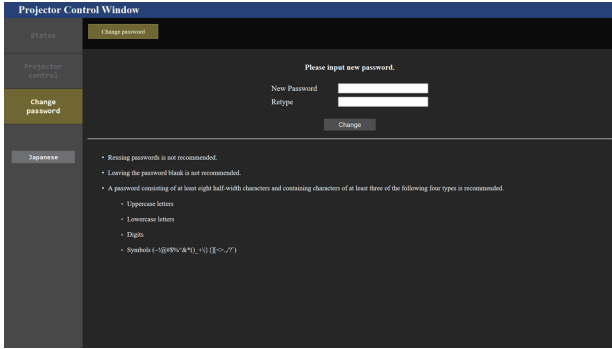 Projector Control Window
Status
Change password
Projector
control
Please input new password.
New Password
Retype
Change
password
Change
Japanese
• Reusing passwords is not recommended.
• Leaving the password blank is not recommended.
• A password consisting of at least eight half-width characters and containing characters of at least three of the following four types is recommended.
• Uppercase letters
• Lowercase letters
• Digits
• Symbols